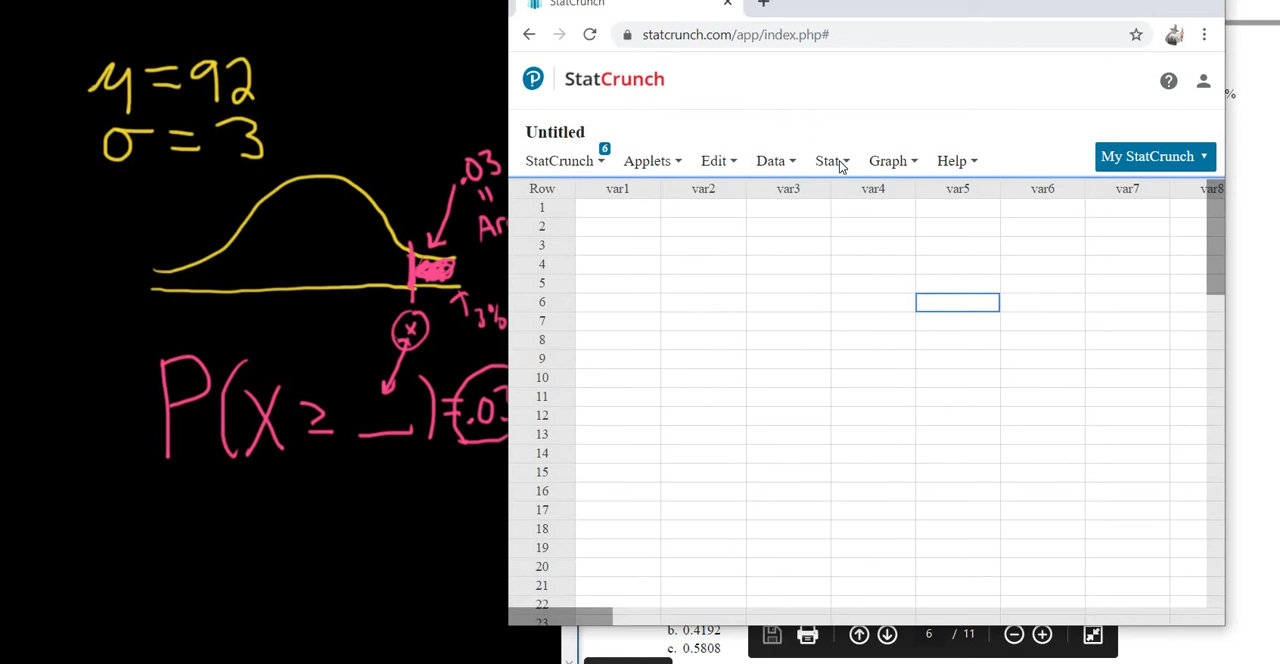 μ = 92
σ = 3
.03
=
3%
x
P(X ≥ __) = .03
StatCrunch
statcrunch.com/app/index.php#
P StatCrunch
Untitled
6
StatCrunch Applets Edit Data Stat Graph Help
My StatCrunch
Row var1 var2 var3 var4 var5 var6 var7 var8
1
2
3
4
5
6
7
8
9
10
11
12
13
14
15
16
17
18
19
20
21
22
23
%
b. 0.4192
c. 0.5808
6 / 11